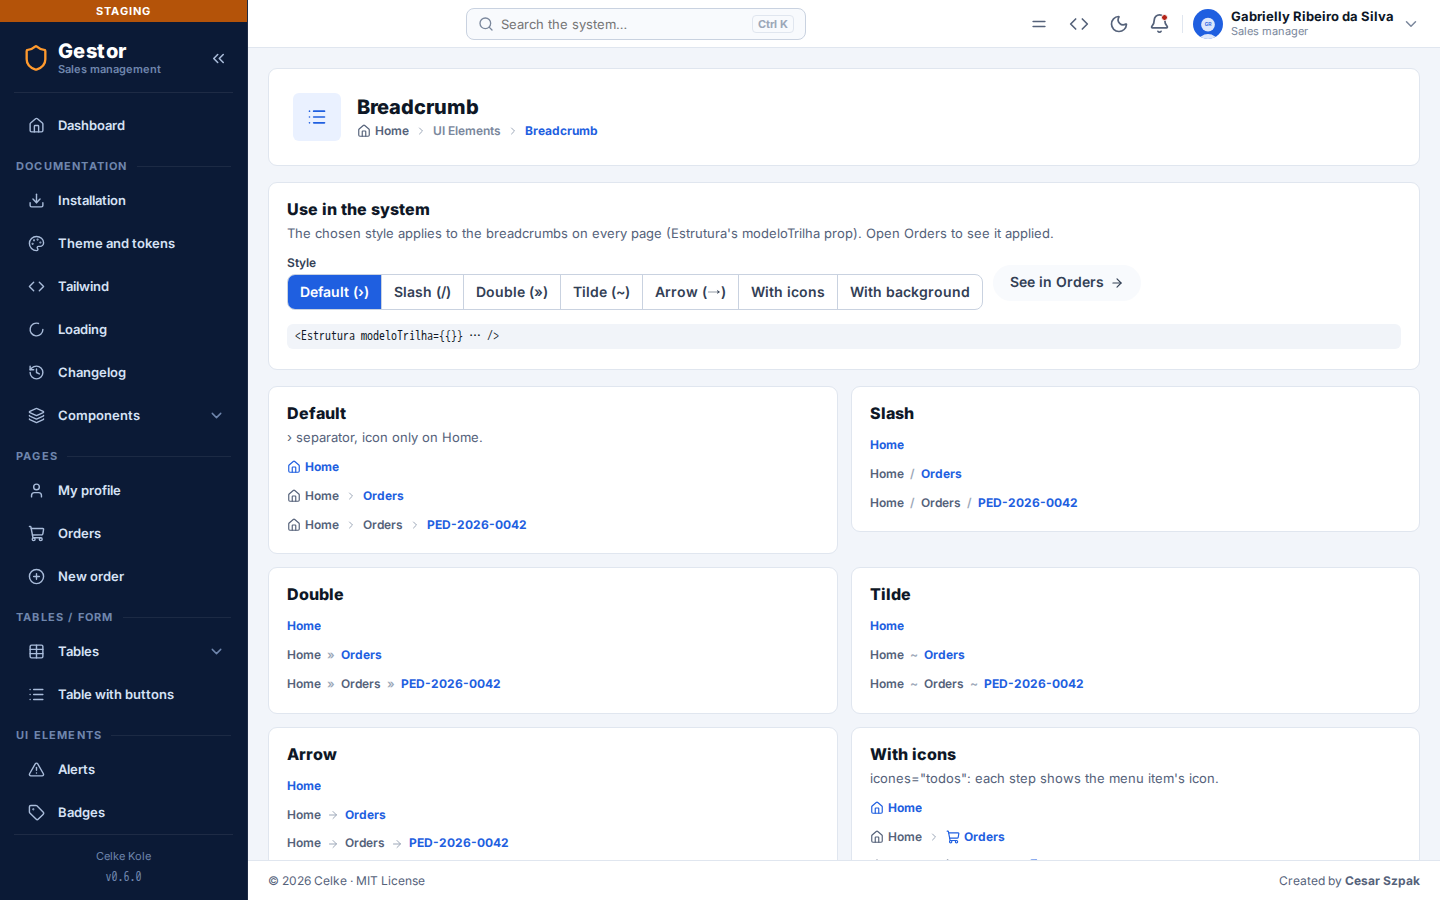 STAGING
Gestor
Sales management
Dashboard
DOCUMENTATION
Installation
Theme and tokens
Tailwind
Loading
Changelog
Components
PAGES
My profile
Orders
New order
TABLES / FORM
Tables
Table with buttons
UI ELEMENTS
Alerts
Badges
Celke Kole
v0.6.0
Search the system...
Ctrl K
GR
Gabrielly Ribeiro da Silva
Sales manager
Breadcrumb
Home › UI Elements › Breadcrumb
Use in the system
The chosen style applies to the breadcrumbs on every page (Estrutura's modeloTrilha prop). Open Orders to see it applied.
Style
Default (›) Slash (/) Double (») Tilde (~) Arrow (→) With icons With background
See in Orders →
<Estrutura modeloTrilha={{}} ⋯ />
Default
› separator, icon only on Home.
Home
Home › Orders
Home › Orders › PED-2026-0042
Slash
Home
Home / Orders
Home / Orders / PED-2026-0042
Double
Home
Home » Orders
Home » Orders » PED-2026-0042
Tilde
Home
Home ~ Orders
Home ~ Orders ~ PED-2026-0042
Arrow
Home
Home → Orders
Home → Orders → PED-2026-0042
With icons
icones="todos": each step shows the menu item's icon.
Home
Home › Orders
© 2026 Celke · MIT License
Created by Cesar Szpak